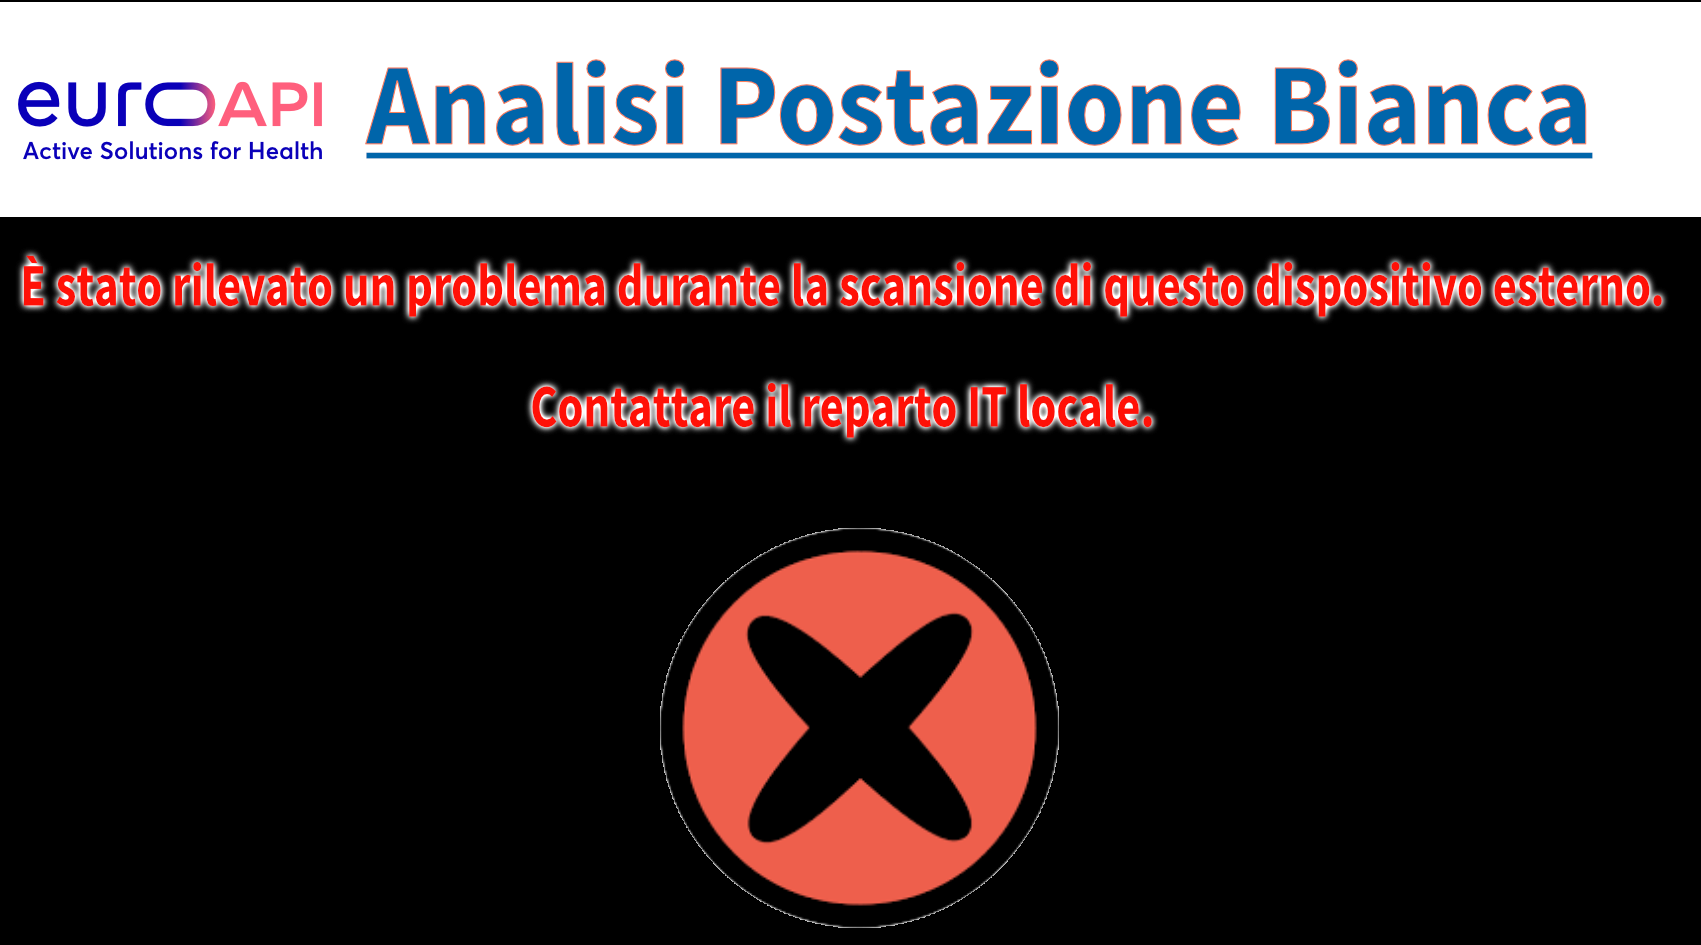 euroAPI
Active Solutions for Health
Analisi Postazione Bianca
È stato rilevato un problema durante la scansione di questo dispositivo esterno.
Contattare il reparto IT locale.